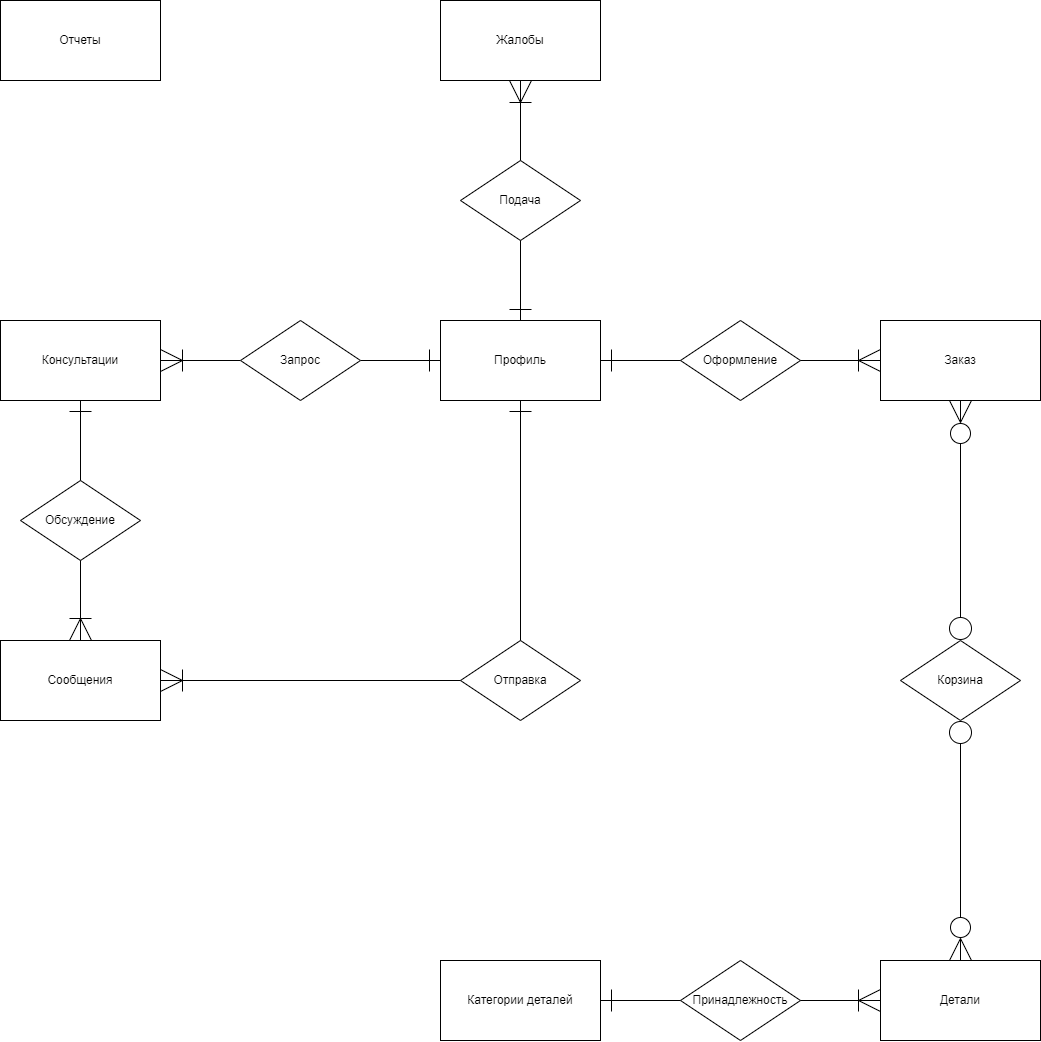 Отчеты
Жалобы
Подача
Консультации
Запрос
Профиль
Оформление
Заказ
Обсуждение
Сообщения
Отправка
Корзина
Категории деталей
Принадлежность
Детали